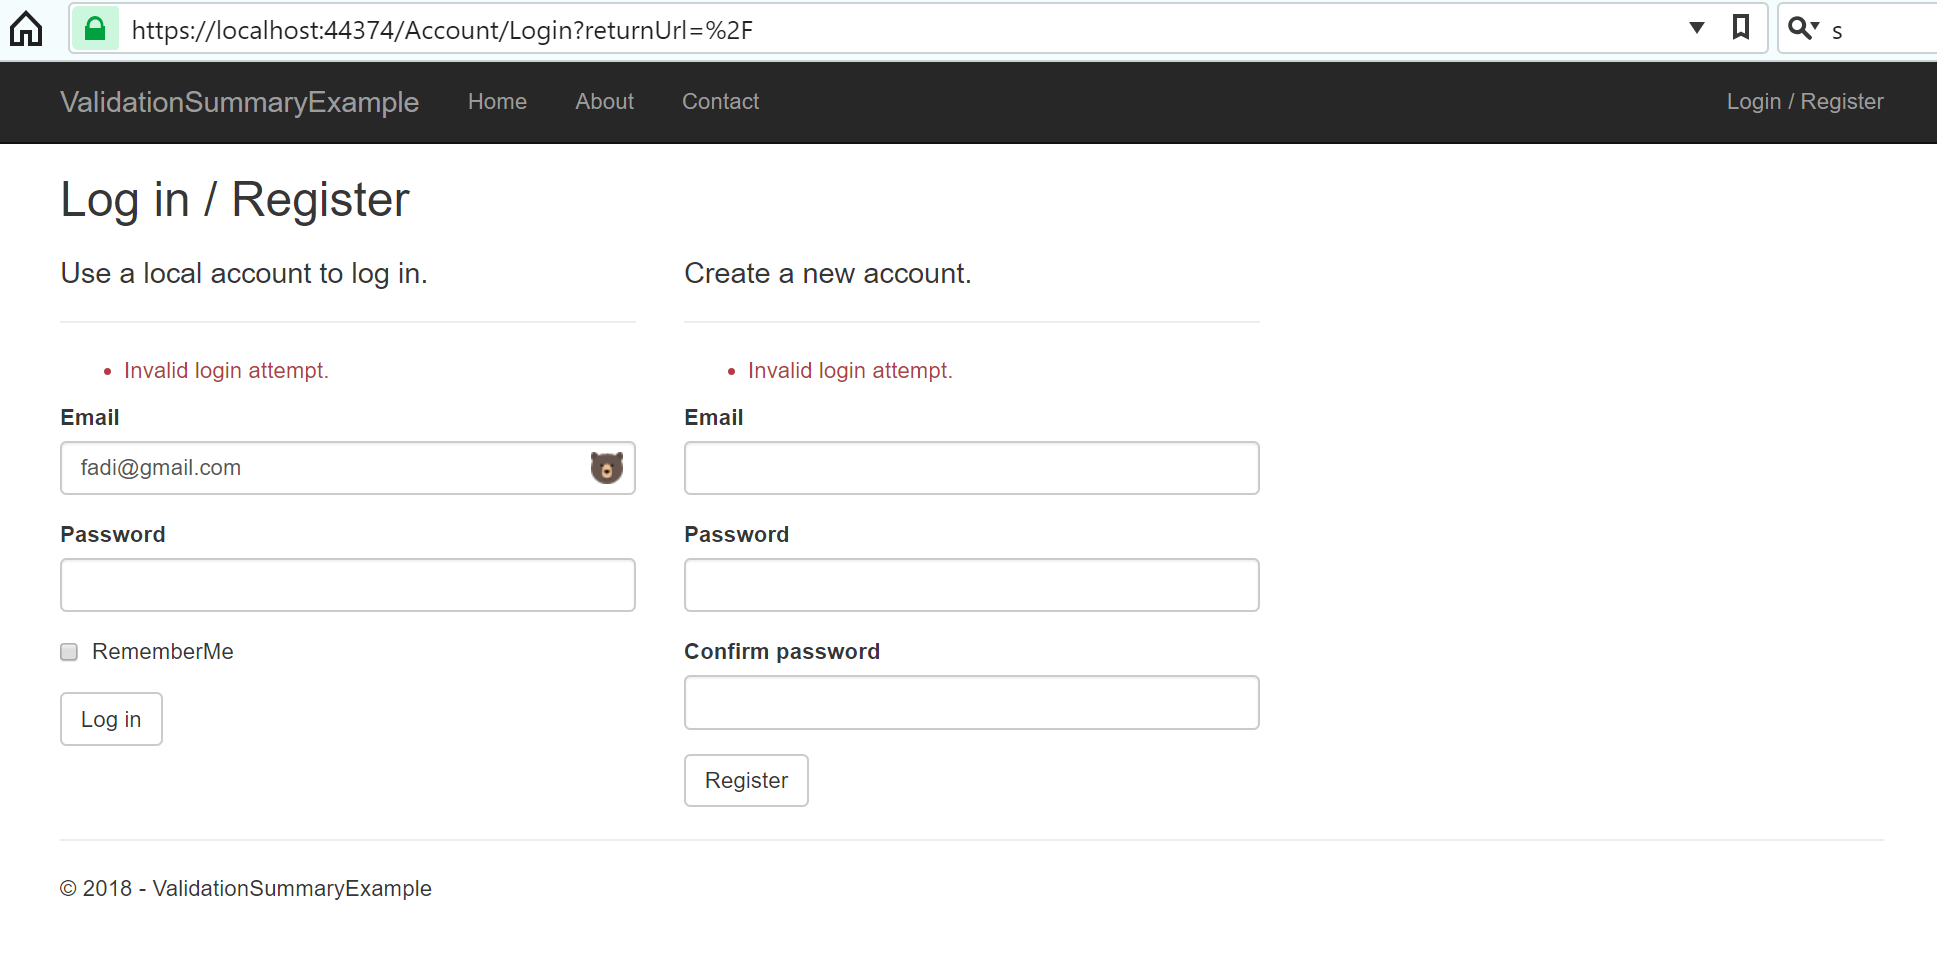 https://localhost:44374/Account/Login?returnUrl=%2F
s
ValidationSummaryExample Home About Contact Login / Register
Log in / Register
Use a local account to log in.
Invalid login attempt.
Email
fadi@gmail.com
Password
RememberMe
Log in
Create a new account.
Invalid login attempt.
Email
Password
Confirm password
Register
© 2018 - ValidationSummaryExample